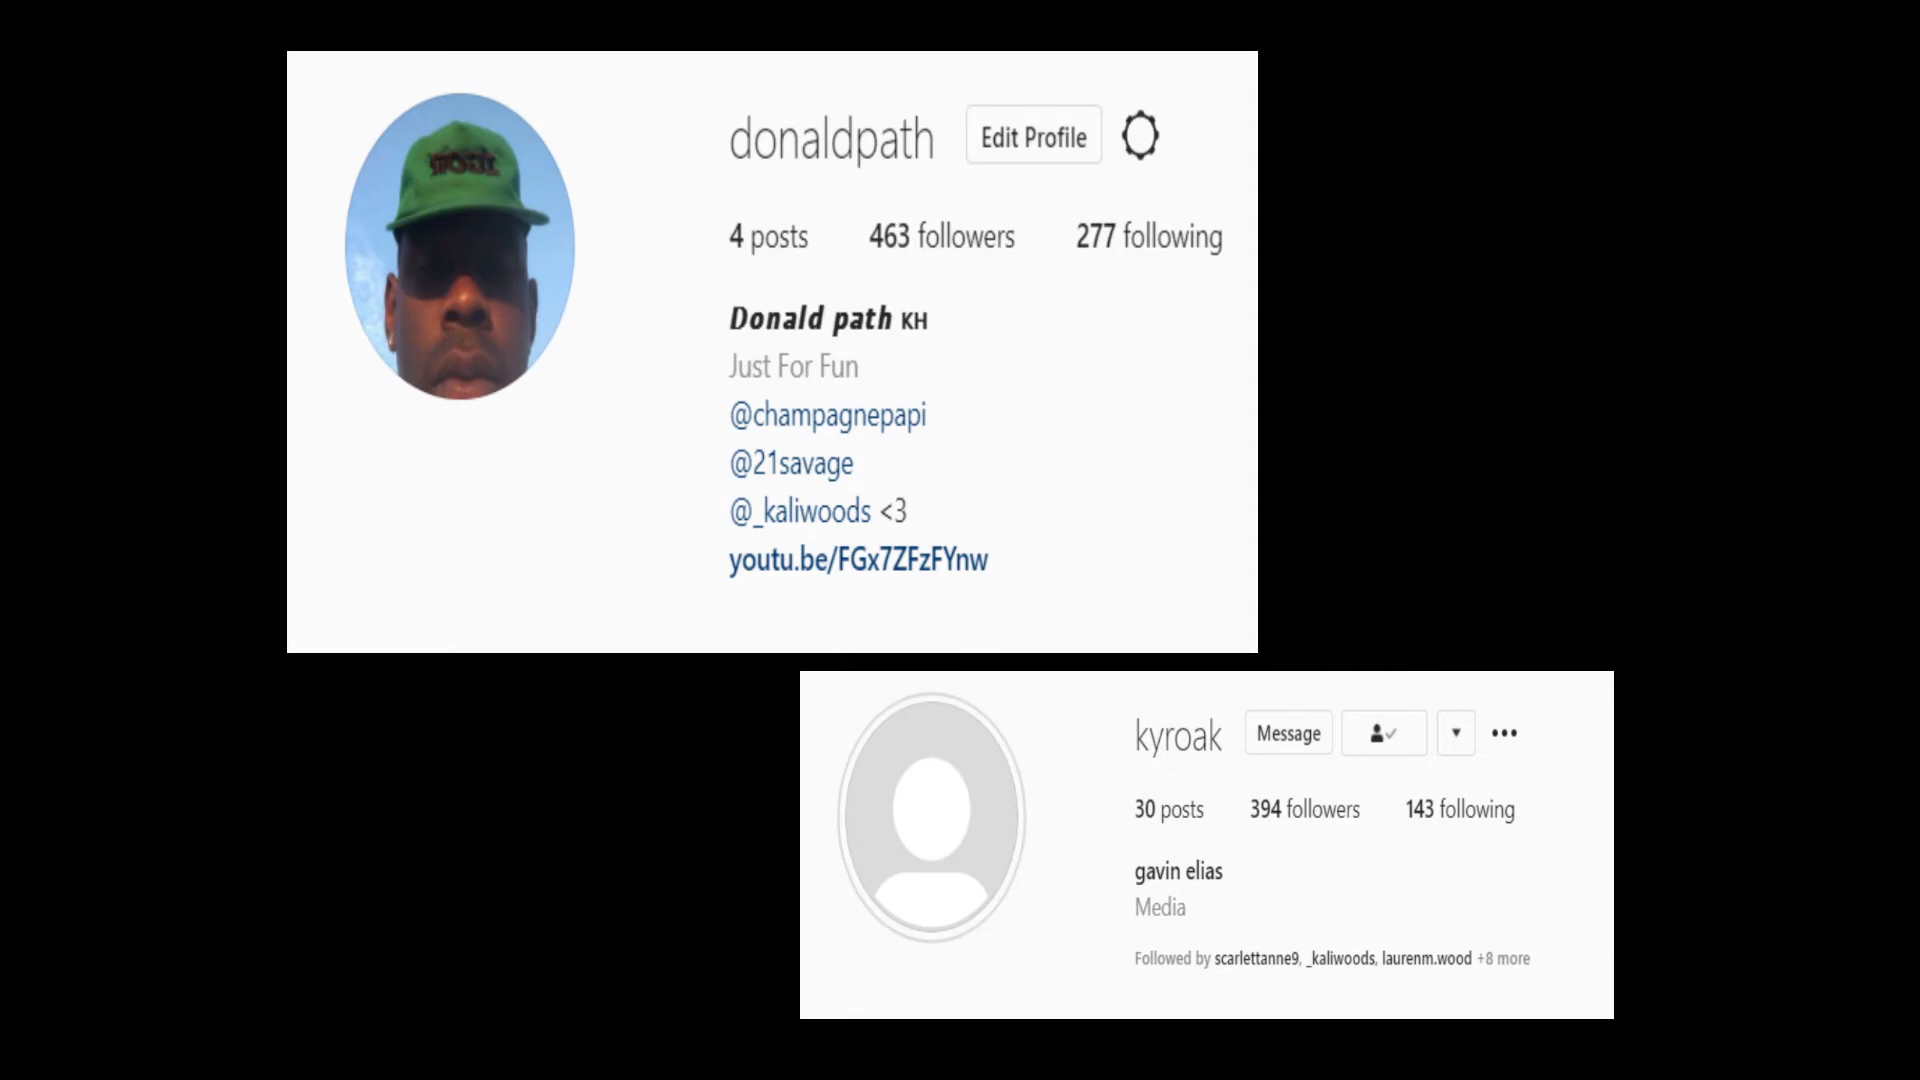 donaldpath Edit Profile
4 posts 463 followers 277 following
Donald path KH
Just For Fun
@champagnepapi
@21savage
@_kaliwoods <3
youtu.be/FGx7ZFzFYnw
kyroak Message
30 posts 394 followers 143 following
gavin elias
Media
Followed by scarlettanne9, _kaliwoods, laurenm.wood +8 more